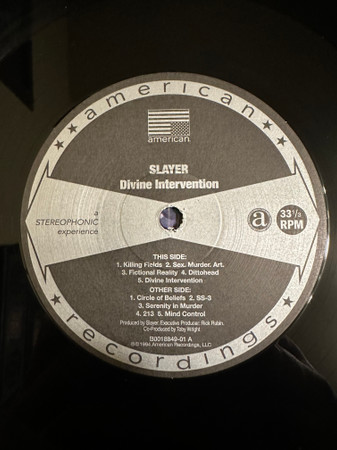 american
american
SLAYER
Divine Intervention
a
STEREOPHONIC
experience
a
33 1/3
RPM
THIS SIDE:
1. Killing Fields 2. Sex. Murder. Art.
3. Fictional Reality 4. Dittohead
5. Divine Intervention
OTHER SIDE:
1. Circle of Beliefs 2. SS-3
3. Serenity in Murder
4. 213 5. Mind Control
Produced by Slayer. Executive Producer: Rick Rubin.
Co-Produced by Toby Wright
B0018849-01 A
℗© 1994 American Recordings, LLC.
recordings